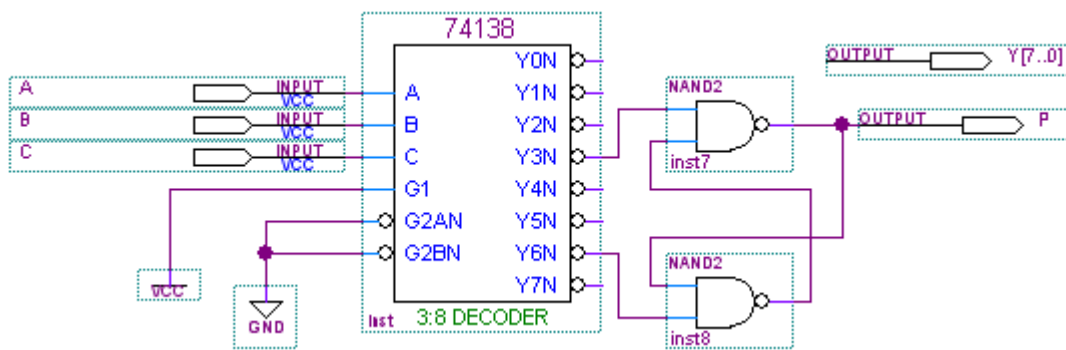 74138
Y0N
OUTPUT Y[7..0]
A INPUT VCC A Y1N NAND2
B INPUT VCC B Y2N OUTPUT P
C INPUT VCC C Y3N inst7
G1 Y4N
G2AN Y5N
G2BN Y6N NAND2
VCC Y7N
GND Inst 3:8 DECODER inst8